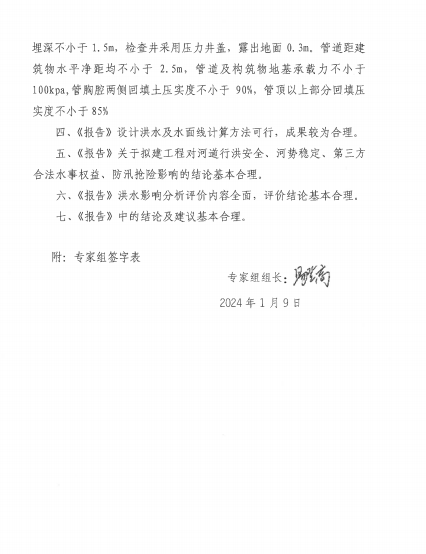 埋深不小于 1.5m，检查井采用压力井盖，露出地面 0.3m。管道距建
筑物水平净距均不小于 2.5m，管道及构筑物地基承载力不小于
100kpa,管胸腔两侧回填土压实度不小于 90%，管顶以上部分回填压
实度不小于 85%
四、《报告》设计洪水及水面线计算方法可行，成果较为合理。
五、《报告》关于拟建工程对河道行洪安全、河势稳定、第三方
合法水事权益、防汛抢险影响的结论基本合理。
六、《报告》洪水影响分析评价内容全面，评价结论基本合理。
七、《报告》中的结论及建议基本合理。
附：专家组签字表
专家组组长：
2024 年 1 月 9 日